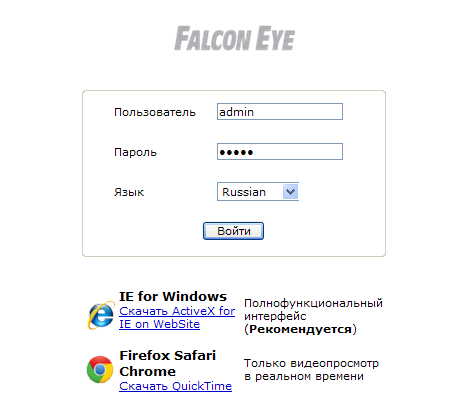 FALCON EYE
Пользователь admin
Пароль •••••
Язык Russian
Войти
IE for Windows
Скачать ActiveX for
IE on WebSite
Полнофункциональный
интерфейс
(Рекомендуется)
Firefox Safari
Chrome
Скачать QuickTime
Только видеопросмотр
в реальном времени